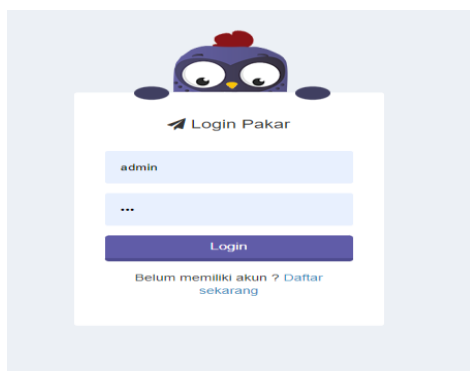 Login Pakar
admin
•••
Login
Belum memiliki akun ? Daftar
sekarang